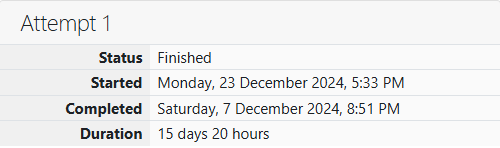 Attempt 1
Status Finished
Started Monday, 23 December 2024, 5:33 PM
Completed Saturday, 7 December 2024, 8:51 PM
Duration 15 days 20 hours